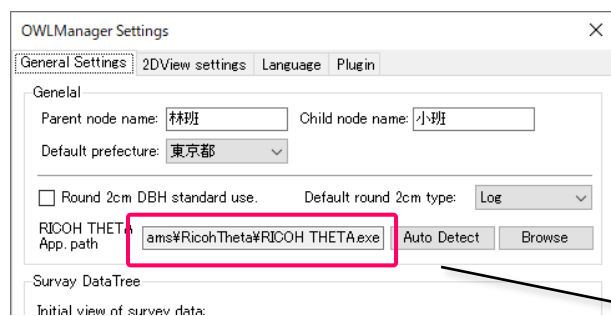 OWLManager Settings
General Settings 2DView settings Language Plugin
Genelal
Parent node name: 林班 Child node name: 小班
Default prefecture: 東京都
Round 2cm DBH standard use. Default round 2cm type: Log
RICOH THETA
App. path ams¥RicohTheta¥RICOH THETA.exe Auto Detect Browse
Survay DataTree
Initial view of survey data: